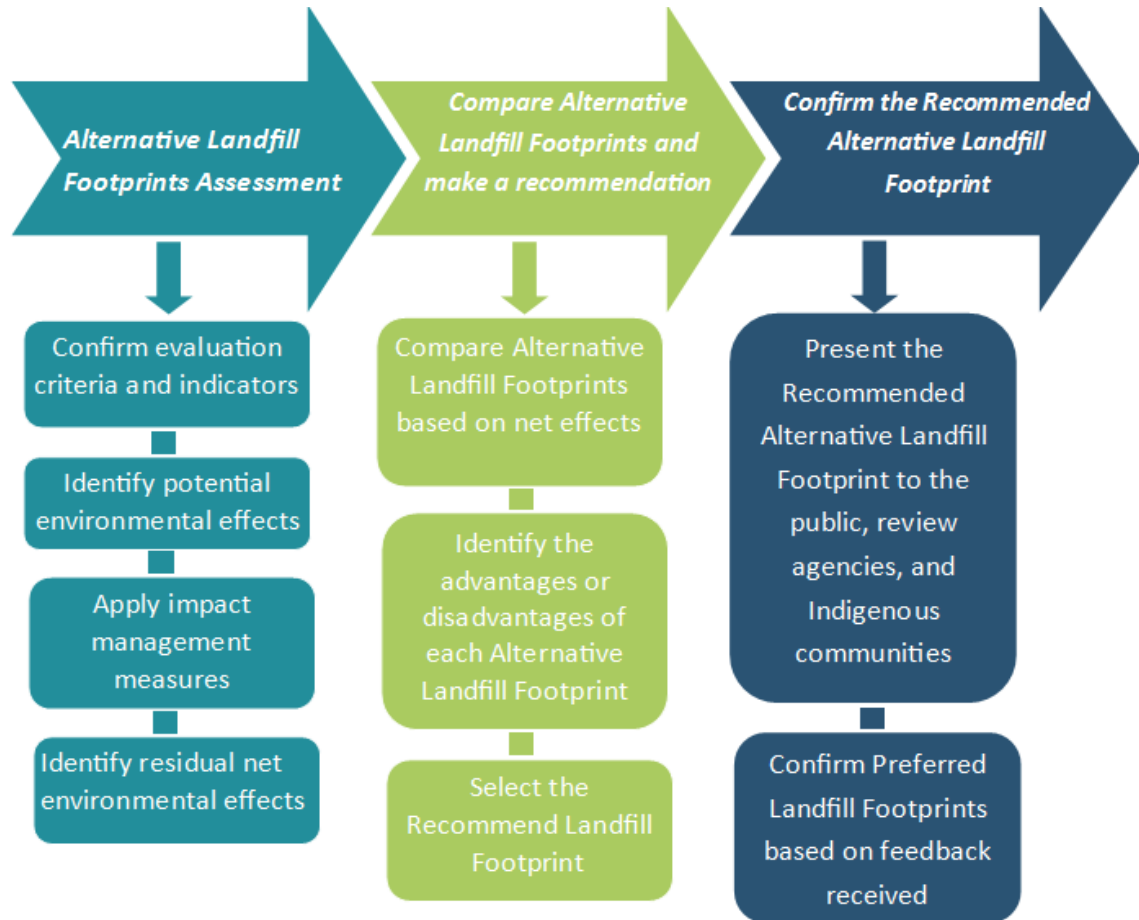 Alternative Landfill
Footprints Assessment
Compare Alternative
Landfill Footprints and
make a recommendation
Confirm the Recommended
Alternative Landfill
Footprint
Confirm evaluation
criteria and indicators
Identify potential
environmental effects
Apply impact
management
measures
Identify residual net
environmental effects
Compare Alternative
Landfill Footprints
based on net effects
Identify the
advantages or
disadvantages of
each Alternative
Landfill Footprint
Select the
Recommend Landfill
Footprint
Present the
Recommended
Alternative Landfill
Footprint to the
public, review
agencies, and
Indigenous
communities
Confirm Preferred
Landfill Footprints
based on feedback
received